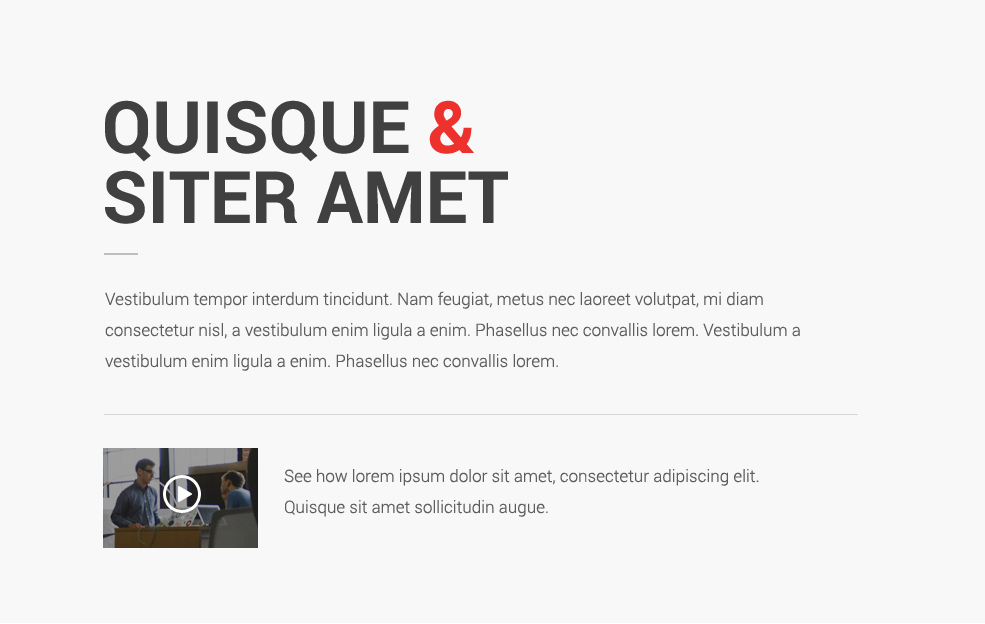 QUISQUE &
SITER AMET
Vestibulum tempor interdum tincidunt. Nam feugiat, metus nec laoreet volutpat, mi diam
consectetur nisl, a vestibulum enim ligula a enim. Phasellus nec convallis lorem. Vestibulum a
vestibulum enim ligula a enim. Phasellus nec convallis lorem.
See how lorem ipsum dolor sit amet, consectetur adipiscing elit.
Quisque sit amet sollicitudin augue.